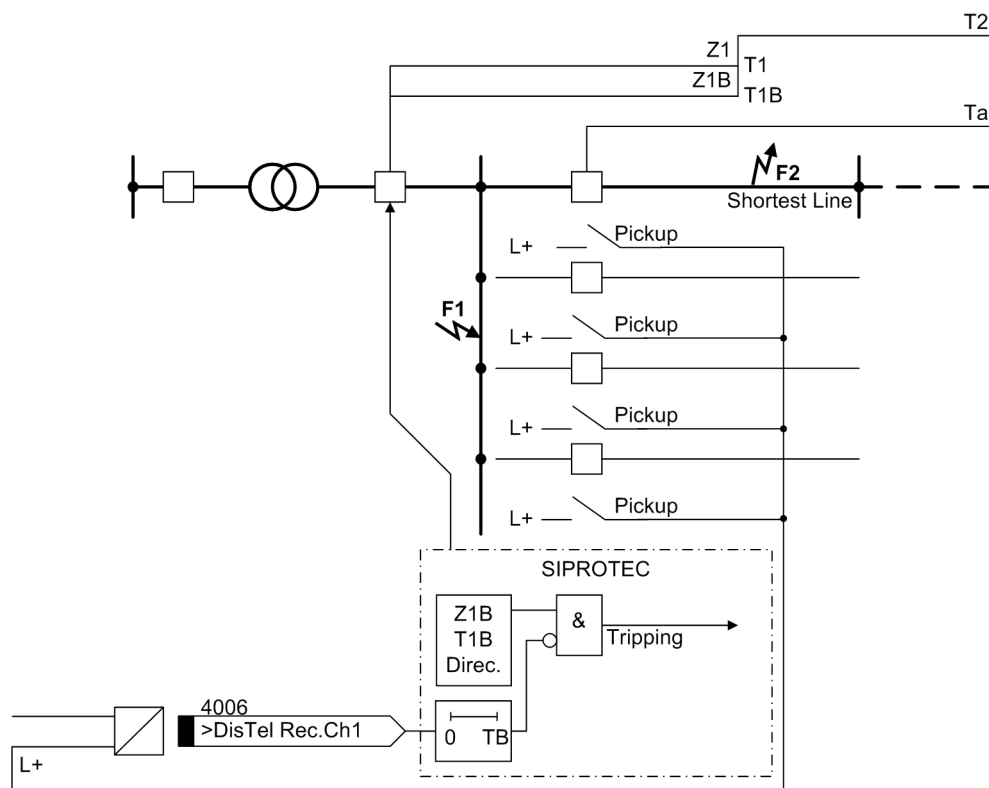 T2
Z1
T1
Z1B
T1B
Ta
F2
Shortest Line
Pickup
L+
F1
Pickup
L+
Pickup
L+
Pickup
L+
SIPROTEC
Z1B
T1B
Direc.
&
Tripping
4006
>DisTel Rec.Ch1
0 TB
L+